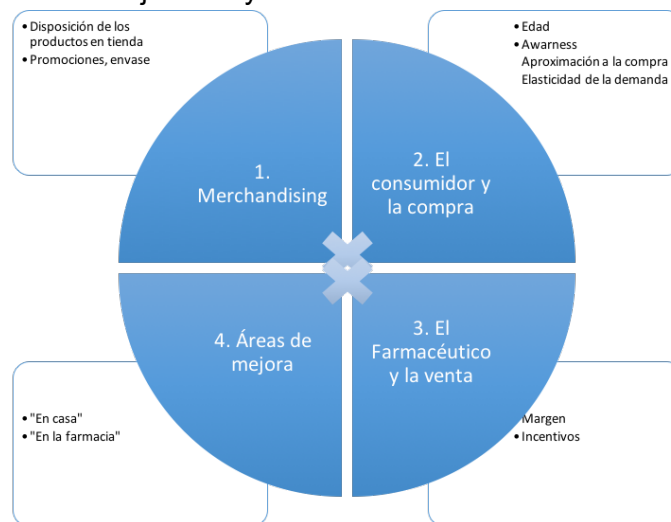 • Disposición de los
productos en tienda
• Promociones, envase
• Edad
• Awarness
Aproximación a la compra
Elasticidad de la demanda
1.
Merchandising
2. El
consumidor y
la compra
4. Áreas de
mejora
3. El
Farmacéutico
y la venta
• "En casa"
• "En la farmacia"
Margen
• Incentivos